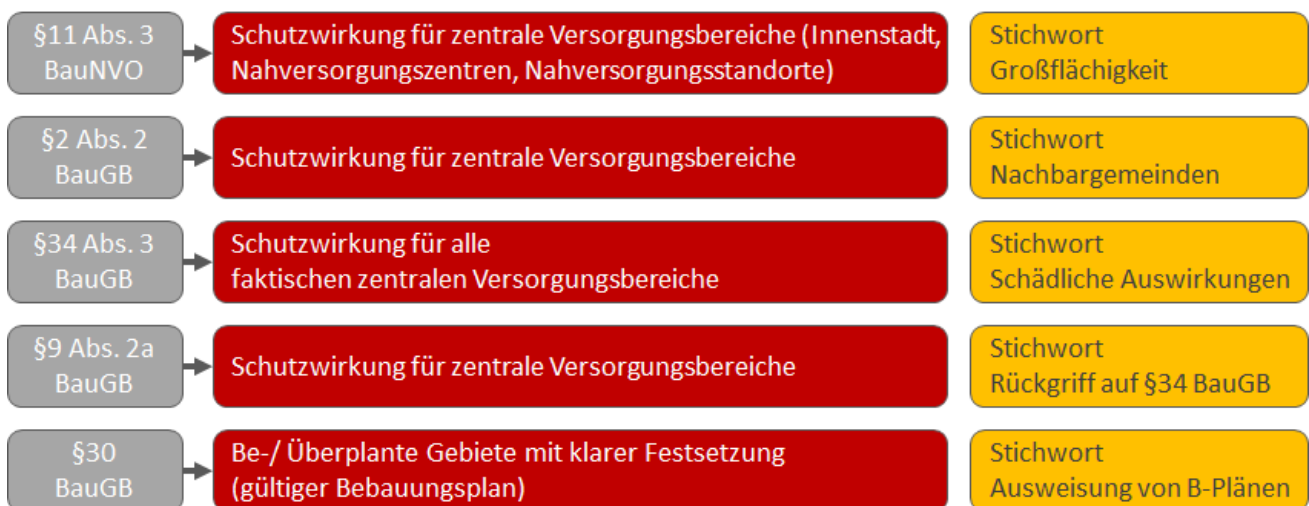 §11 Abs. 3
BauNVO
Schutzwirkung für zentrale Versorgungsbereiche (Innenstadt,
Nahversorgungszentren, Nahversorgungsstandorte)
Stichwort
Großflächigkeit
§2 Abs. 2
BauGB
Schutzwirkung für zentrale Versorgungsbereiche
Stichwort
Nachbargemeinden
§34 Abs. 3
BauGB
Schutzwirkung für alle
faktischen zentralen Versorgungsbereiche
Stichwort
Schädliche Auswirkungen
§9 Abs. 2a
BauGB
Schutzwirkung für zentrale Versorgungsbereiche
Stichwort
Rückgriff auf §34 BauGB
§30
BauGB
Be-/ Überplante Gebiete mit klarer Festsetzung
(gültiger Bebauungsplan)
Stichwort
Ausweisung von B-Plänen